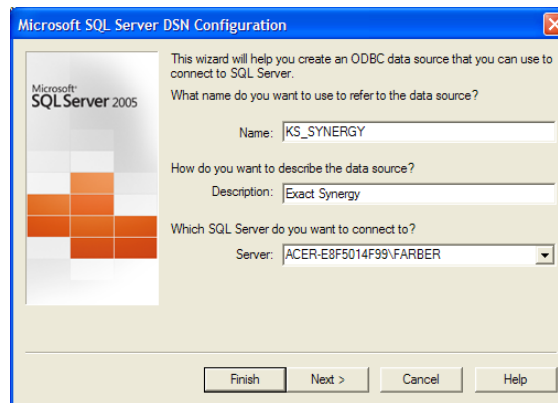 Microsoft SQL Server DSN Configuration
This wizard will help you create an ODBC data source that you can use to
connect to SQL Server.
What name do you want to use to refer to the data source?
Microsoft
SQL Server 2005
Name: KS_SYNERGY
How do you want to describe the data source?
Description: Exact Synergy
Which SQL Server do you want to connect to?
Server: ACER-E8F5014F99\FARBER
Finish Next > Cancel Help